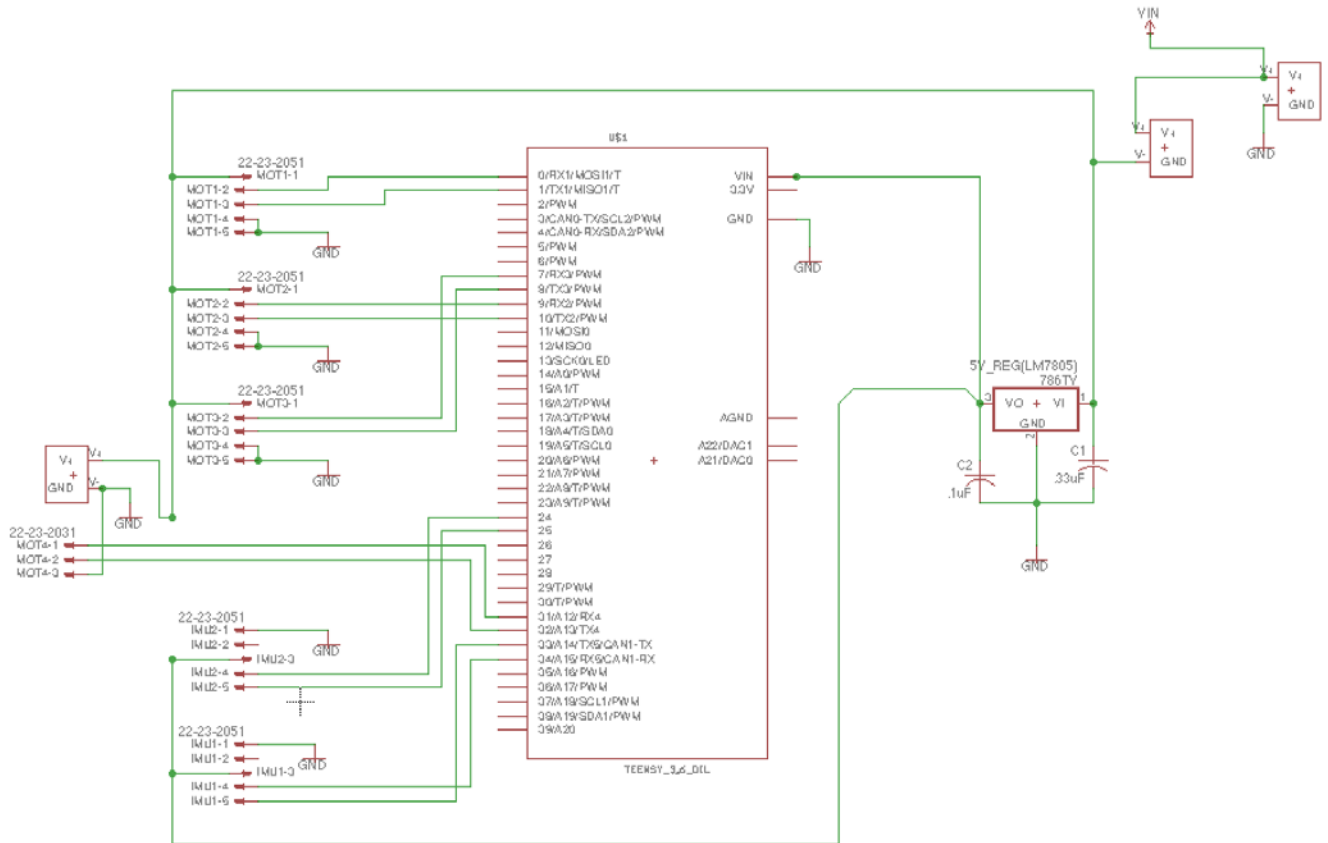 VIN
V+
V-
GND
GND
V+
V-
GND
U$1
22-23-2051
MOT1-1
MOT1-2
MOT1-3
MOT1-4
MOT1-5
GND
22-23-2051
MOT2-1
MOT2-2
MOT2-3
MOT2-4
MOT2-5
GND
22-23-2051
MOT3-1
MOT3-2
MOT3-3
MOT3-4
MOT3-5
GND
V+
V-
GND
GND
22-23-2031
MOT4-1
MOT4-2
MOT4-3
22-23-2051
IMU2-1
IMU2-2
IMU2-3
IMU2-4
IMU2-5
GND
22-23-2051
IMU1-1
IMU1-2
IMU1-3
IMU1-4
IMU1-5
GND
0/RX1/MOSI1/T
1/TX1/MISO1/T
2/PWM
3/CAN0-TX/SCL2/PWM
4/CAN0-RX/SDA2/PWM
5/PWM
6/PWM
7/RX3/PWM
8/TX3/PWM
9/RX2/PWM
10/TX2/PWM
11/MOSI0
12/MISO0
13/SCK0/LED
14/A0/PWM
15/A1/T
16/A2/T/PWM
17/A3/T/PWM
18/A4/T/SDA0
19/A5/T/SCL0
20/A6/PWM
21/A7/PWM
22/A8/T/PWM
23/A9/T/PWM
24
25
26
27
28
29/T/PWM
30/T/PWM
31/A12/RX4
32/A13/TX4
33/A14/TX5/CAN1-TX
34/A15/RX5/CAN1-RX
35/A16/PWM
36/A17/PWM
37/A18/SCL1/PWM
38/A19/SDA1/PWM
39/A20
VIN
3.3V
GND
GND
AGND
A22/DAC1
A21/DAC0
TEENSY_3.6_DIL
5V_REG(LM7805)
786TY
3
VO
VI
1
GND
2
C2
.1uF
C1
.33uF
GND